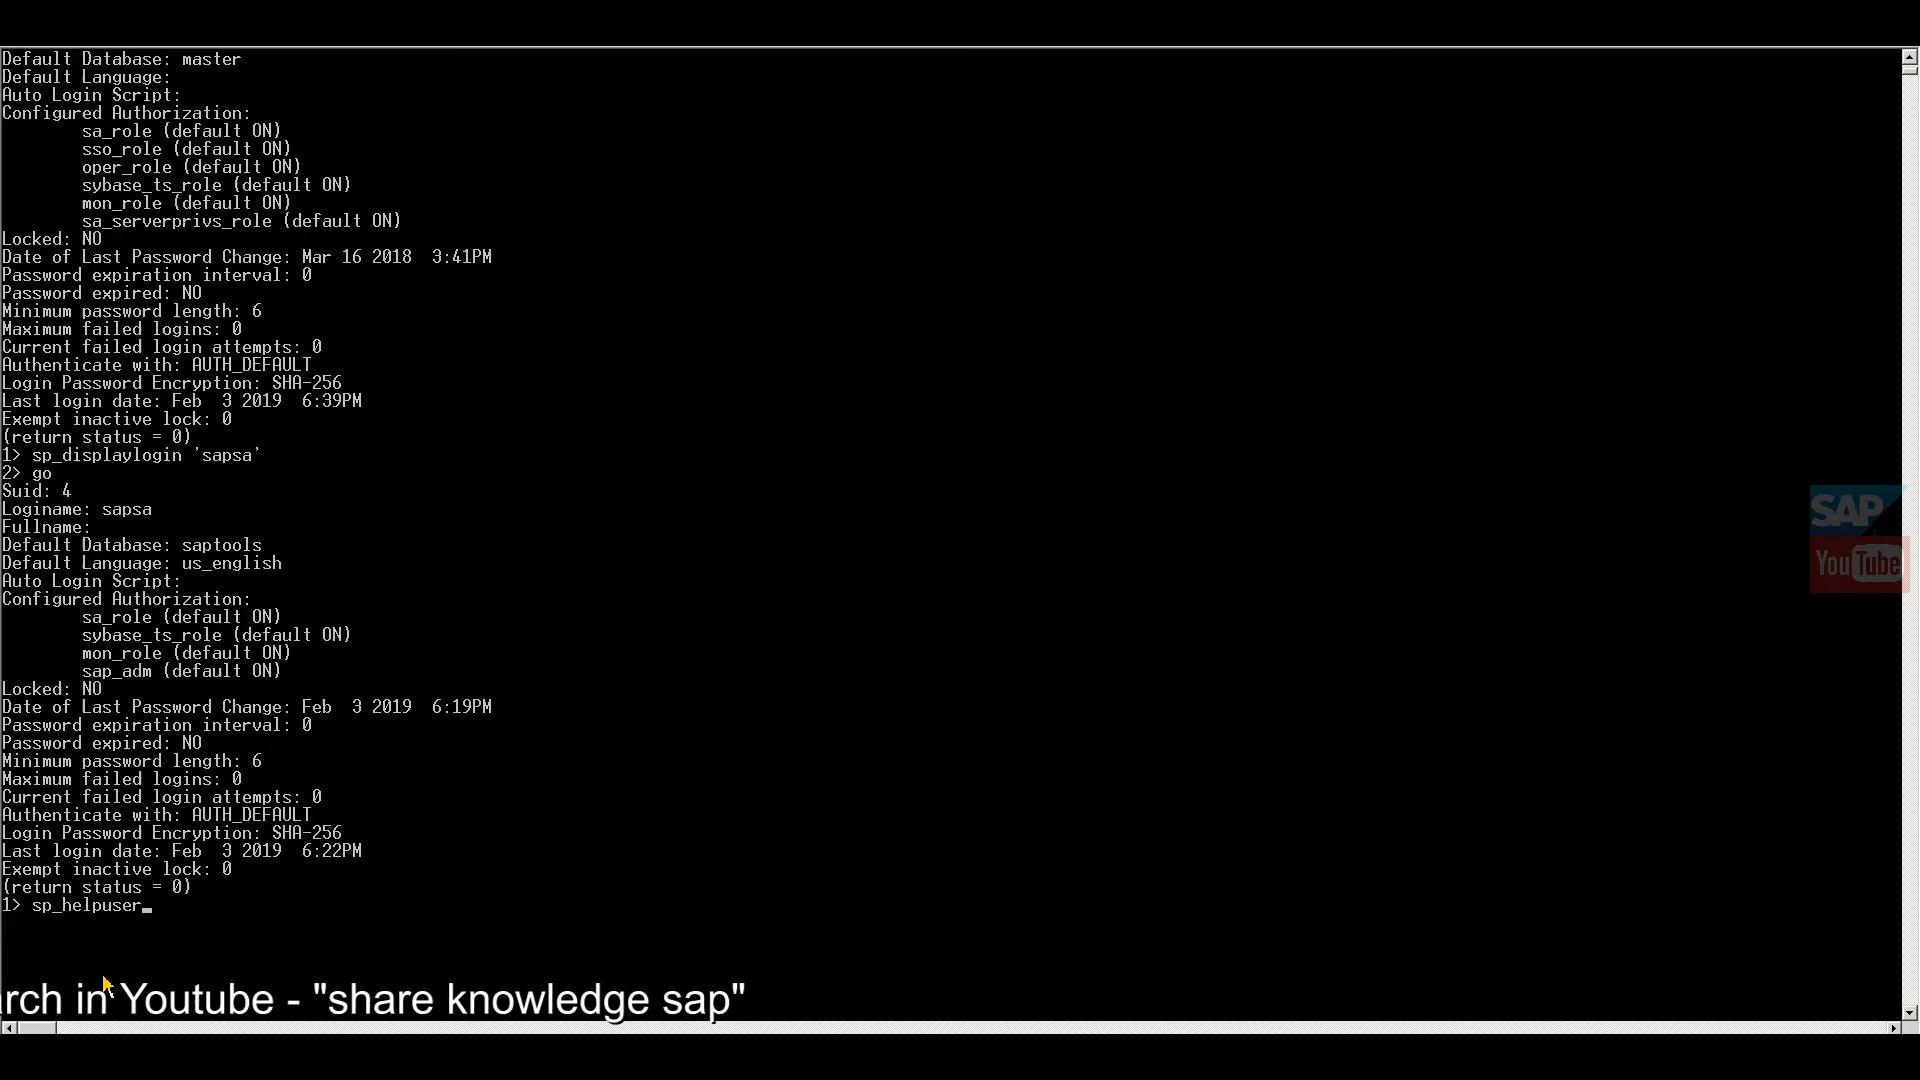 Default Database: master
Default Language:
Auto Login Script:
Configured Authorization:
sa_role (default ON)
sso_role (default ON)
oper_role (default ON)
sybase_ts_role (default ON)
mon_role (default ON)
sa_serverprivs_role (default ON)
Locked: NO
Date of Last Password Change: Mar 16 2018  3:41PM
Password expiration interval: 0
Password expired: NO
Minimum password length: 6
Maximum failed logins: 0
Current failed login attempts: 0
Authenticate with: AUTH_DEFAULT
Login Password Encryption: SHA-256
Last login date: Feb  3 2019  6:39PM
Exempt inactive lock: 0
(return status = 0)
1> sp_displaylogin 'sapsa'
2> go
Suid: 4
Loginame: sapsa
Fullname:
Default Database: saptools
Default Language: us_english
Auto Login Script:
Configured Authorization:
sa_role (default ON)
sybase_ts_role (default ON)
mon_role (default ON)
sap_adm (default ON)
Locked: NO
Date of Last Password Change: Feb  3 2019  6:19PM
Password expiration interval: 0
Password expired: NO
Minimum password length: 6
Maximum failed logins: 0
Current failed login attempts: 0
Authenticate with: AUTH_DEFAULT
Login Password Encryption: SHA-256
Last login date: Feb  3 2019  6:22PM
Exempt inactive lock: 0
(return status = 0)
1> sp_helpuser_
SAP
YouTube
rch in Youtube - "share knowledge sap"